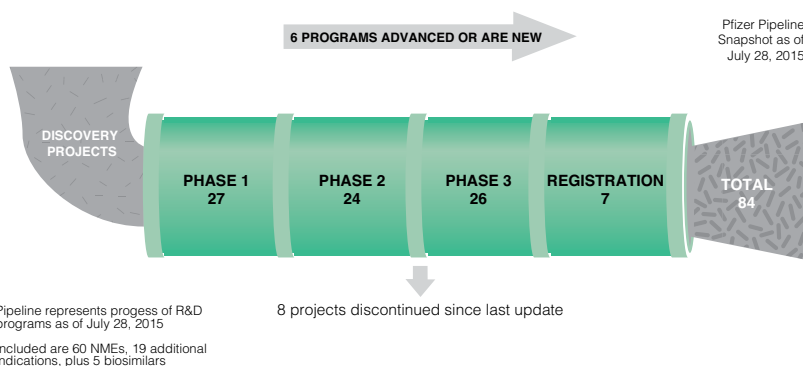 6 PROGRAMS ADVANCED OR ARE NEW
Pfizer Pipeline
Snapshot as of
July 28, 2015
DISCOVERY
PROJECTS
PHASE 1
27
PHASE 2
24
PHASE 3
26
REGISTRATION
7
TOTAL
84
8 projects discontinued since last update
Pipeline represents progess of R&D
programs as of July 28, 2015
included are 60 NMEs, 19 additional
indications, plus 5 biosimilars